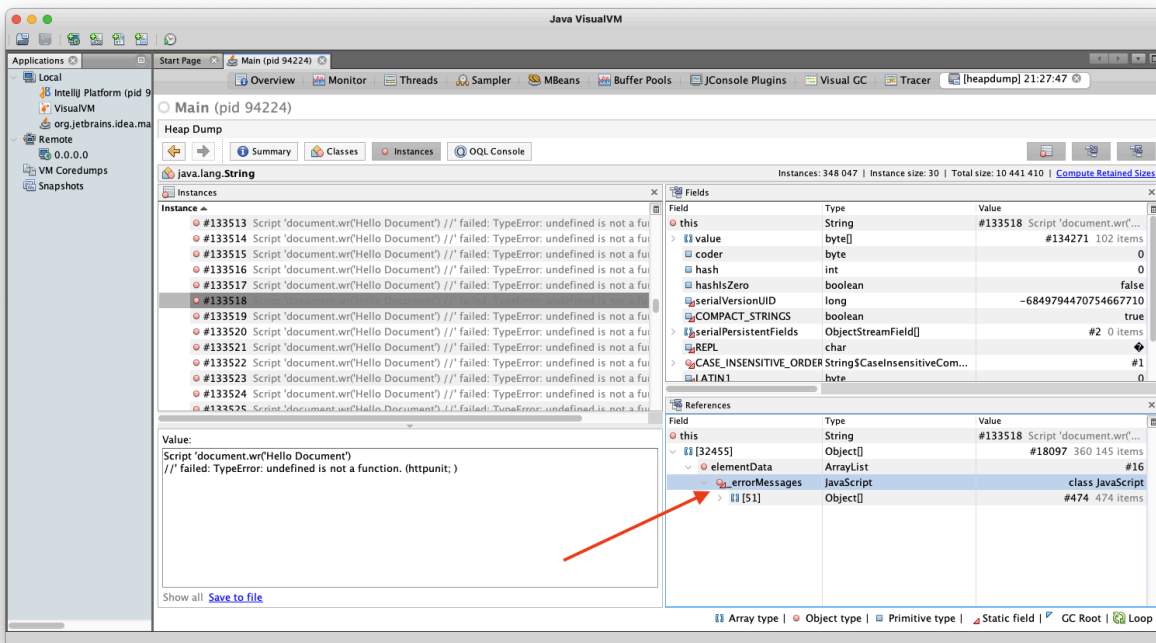 Java VisualVM
Applications
Start Page
Main (pid 94224)
Local
IntelliJ Platform (pid 9
VisualVM
org.jetbrains.idea.ma
Remote
0.0.0.0
VM Coredumps
Snapshots
Overview Monitor Threads Sampler MBeans Buffer Pools JConsole Plugins Visual GC Tracer [heapdump] 21:27:47
Main (pid 94224)
Heap Dump
Summary Classes Instances OQL Console
java.lang.String
Instances: 348 047 | Instance size: 30 | Total size: 10 441 410 | Compute Retained Sizes
Instances
Instance
#133513 Script 'document.wr('Hello Document') //' failed: TypeError: undefined is not a fu
#133514 Script 'document.wr('Hello Document') //' failed: TypeError: undefined is not a fu
#133515 Script 'document.wr('Hello Document') //' failed: TypeError: undefined is not a fu
#133516 Script 'document.wr('Hello Document') //' failed: TypeError: undefined is not a fu
#133517 Script 'document.wr('Hello Document') //' failed: TypeError: undefined is not a fu
#133518
#133519 Script 'document.wr('Hello Document') //' failed: TypeError: undefined is not a fu
#133520 Script 'document.wr('Hello Document') //' failed: TypeError: undefined is not a fu
#133521 Script 'document.wr('Hello Document') //' failed: TypeError: undefined is not a fu
#133522 Script 'document.wr('Hello Document') //' failed: TypeError: undefined is not a fu
#133523 Script 'document.wr('Hello Document') //' failed: TypeError: undefined is not a fu
#133524 Script 'document.wr('Hello Document') //' failed: TypeError: undefined is not a fu
#133525 Script 'document.wr('Hello Document') //' failed: TypeError: undefined is not a fu
Value:
Script 'document.wr('Hello Document')
//' failed: TypeError: undefined is not a function. (httpunit; )
Show all Save to file
Fields
Field Type Value
this String #133518 Script 'document.wr('...
value byte[] #134271 102 items
coder byte 0
hash int 0
hashIsZero boolean false
serialVersionUID long -6849794470754667710
COMPACT_STRINGS boolean true
serialPersistentFields ObjectStreamField[] #2 0 items
REPL char �
CASE_INSENSITIVE_ORDER String$CaseInsensitiveCom... #1
LATIN1 byte 0
References
Field Type Value
this String #133518 Script 'document.wr('...
[32455] Object[] #18097 360 145 items
elementData ArrayList #16
_errorMessages JavaScript class JavaScript
[51] Object[] #474 474 items
Array type | Object type | Primitive type | Static field | GC Root | Loop